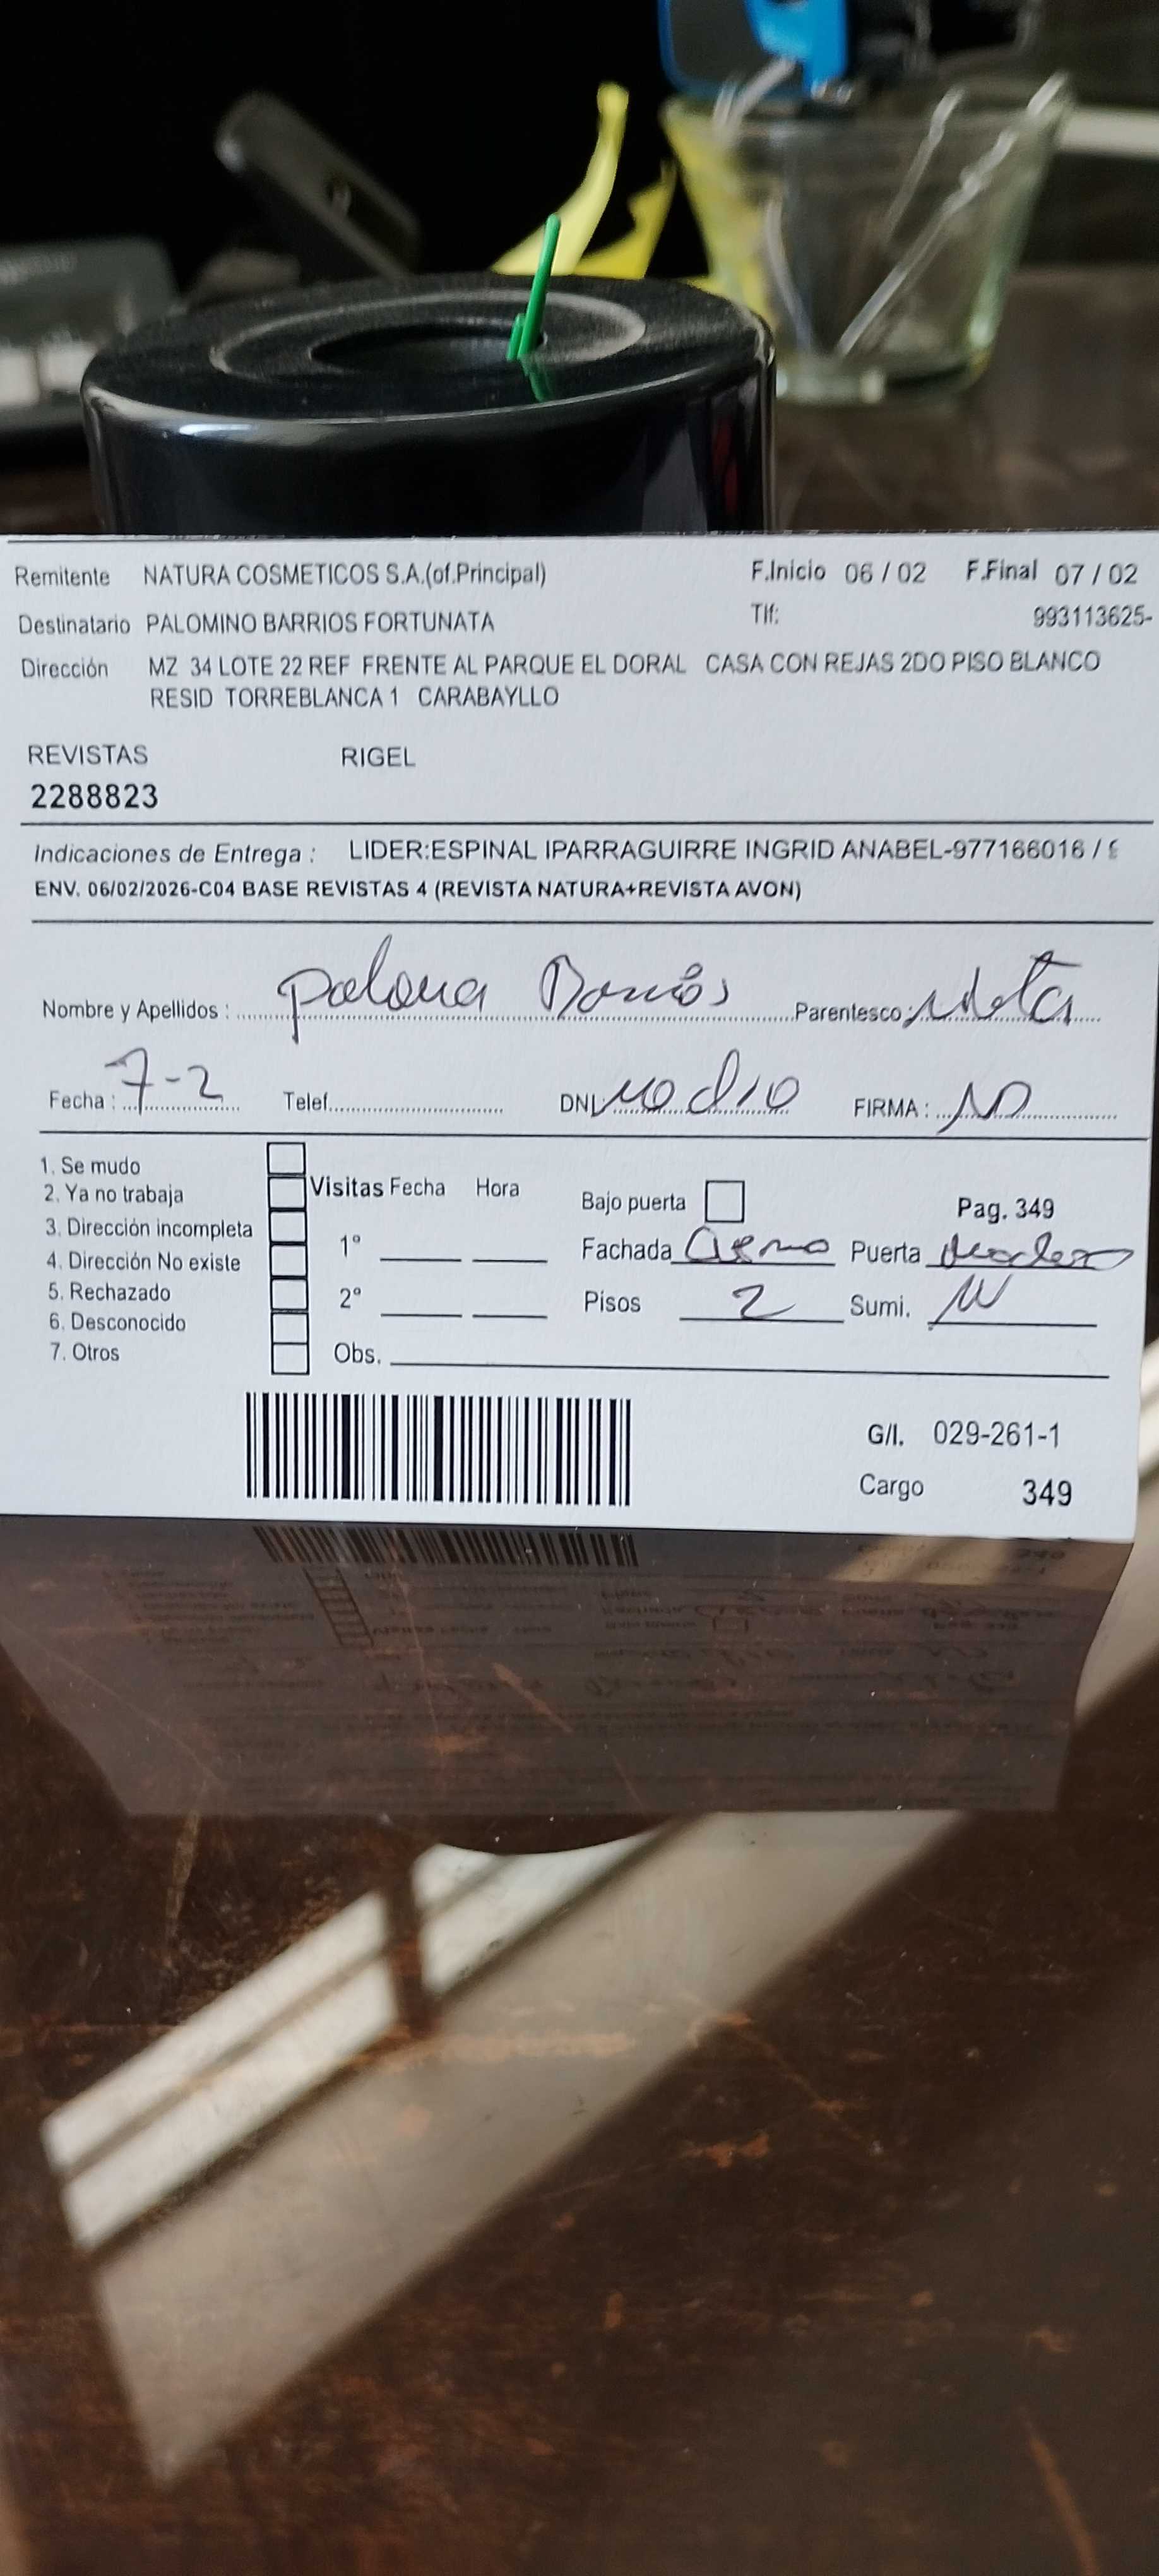 Remitente NATURA COSMETICOS S.A.(of.Principal) F.Inicio 06 / 02 F.Final 07 / 02
Destinatario PALOMINO BARRIOS FORTUNATA Tlf: 993113625-
Dirección MZ 34 LOTE 22 REF FRENTE AL PARQUE EL DORAL CASA CON REJAS 2DO PISO BLANCO
RESID TORREBLANCA 1 CARABAYLLO
REVISTAS RIGEL
2288823
Indicaciones de Entrega : LIDER:ESPINAL IPARRAGUIRRE INGRID ANABEL-977166016 /
ENV. 06/02/2026-C04 BASE REVISTAS 4 (REVISTA NATURA+REVISTA AVON)
Nombre y Apellidos : Barrios Parentesco:
Fecha : 7-2 Telef. DNI: no dio FIRMA :
1. Se mudo
2. Ya no trabaja Visitas Fecha Hora Bajo puerta Pag. 349
3. Dirección incompleta 1° Fachada Puerta
4. Dirección No existe
5. Rechazado 2° Pisos 2 Sumi.
6. Desconocido
7. Otros Obs.
G/I. 029-261-1
Cargo 349